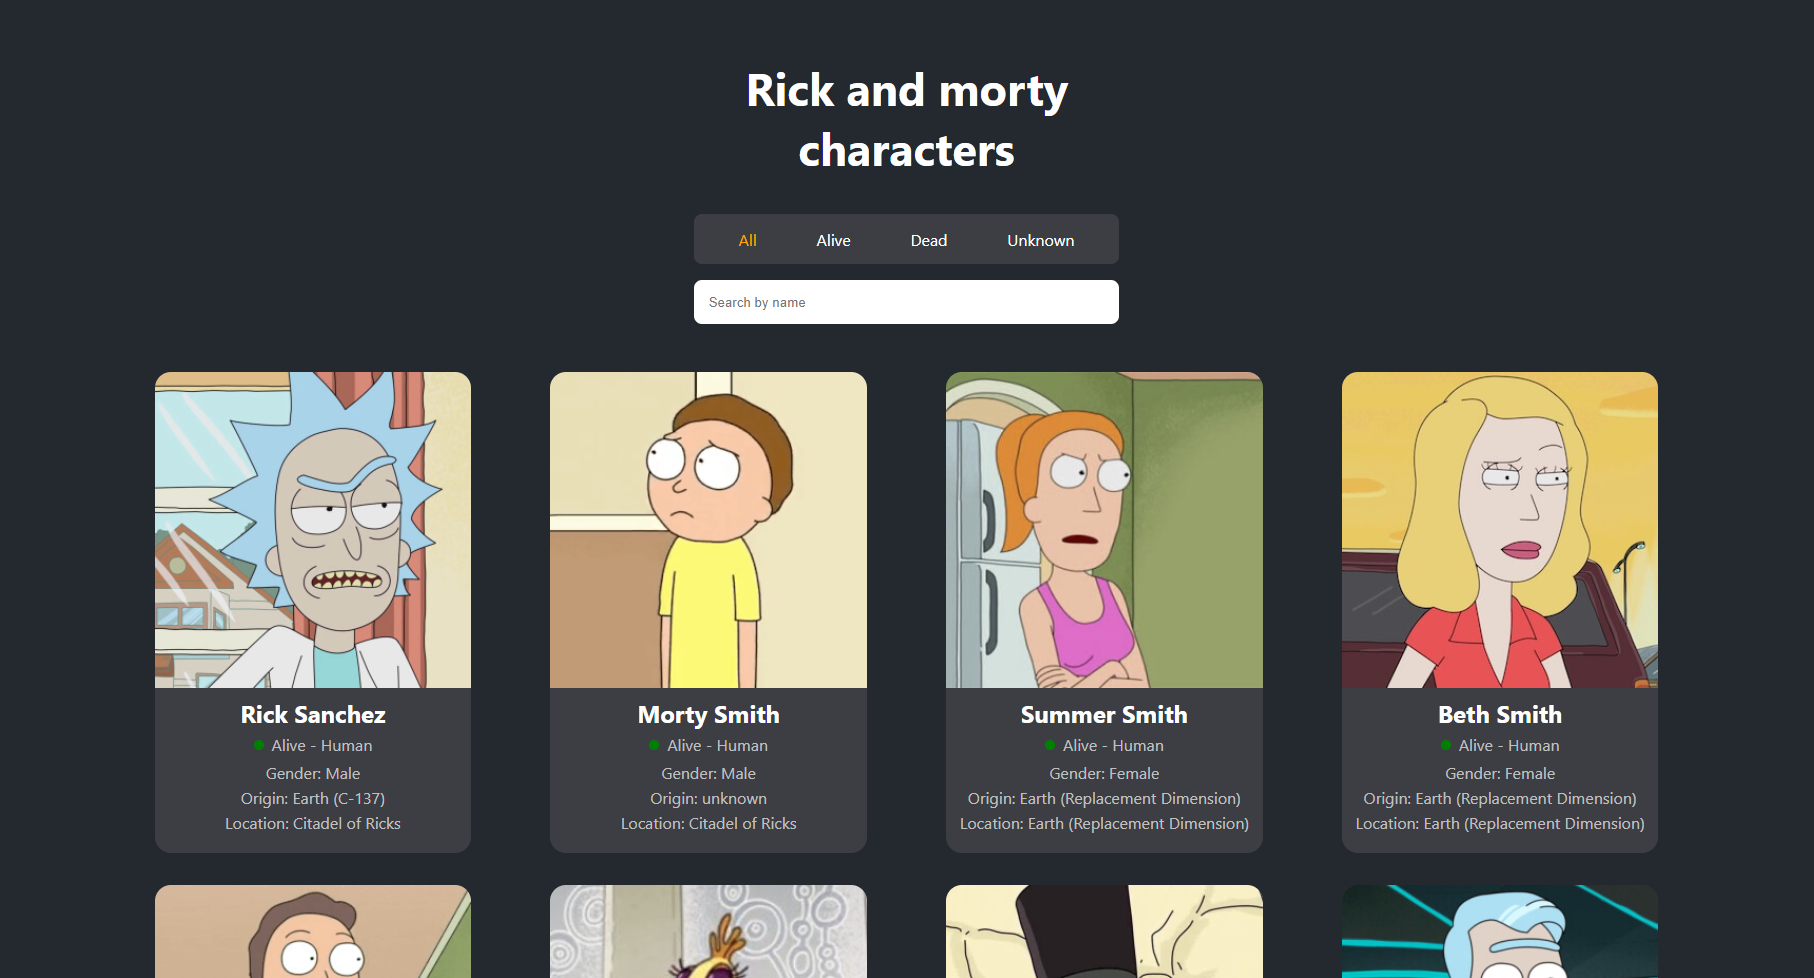 Rick and morty
characters
All
Alive
Dead
Unknown
Search by name
Rick Sanchez
Alive - Human
Gender: Male
Origin: Earth (C-137)
Location: Citadel of Ricks
Morty Smith
Alive - Human
Gender: Male
Origin: unknown
Location: Citadel of Ricks
Summer Smith
Alive - Human
Gender: Female
Origin: Earth (Replacement Dimension)
Location: Earth (Replacement Dimension)
Beth Smith
Alive - Human
Gender: Female
Origin: Earth (Replacement Dimension)
Location: Earth (Replacement Dimension)